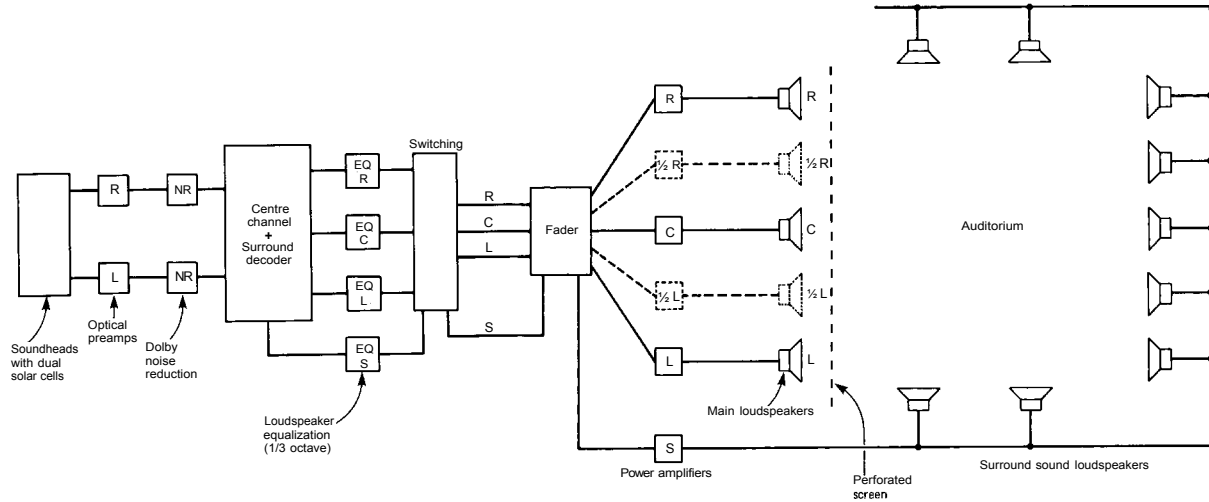 Soundheads
with dual
solar cells
R
L
Optical
preamps
NR
NR
Dolby
noise
reduction
Centre
channel
+
Surround
decoder
EQ
R
EQ
C
EQ
L
EQ
S
Loudspeaker
equalization
(1/3 octave)
Switching
R
C
L
S
Fader
R
½ R
C
½ L
L
S
Power amplifiers
R
½ R
C
½ L
L
Main loudspeakers
Perforated
screen
Auditorium
Surround sound loudspeakers